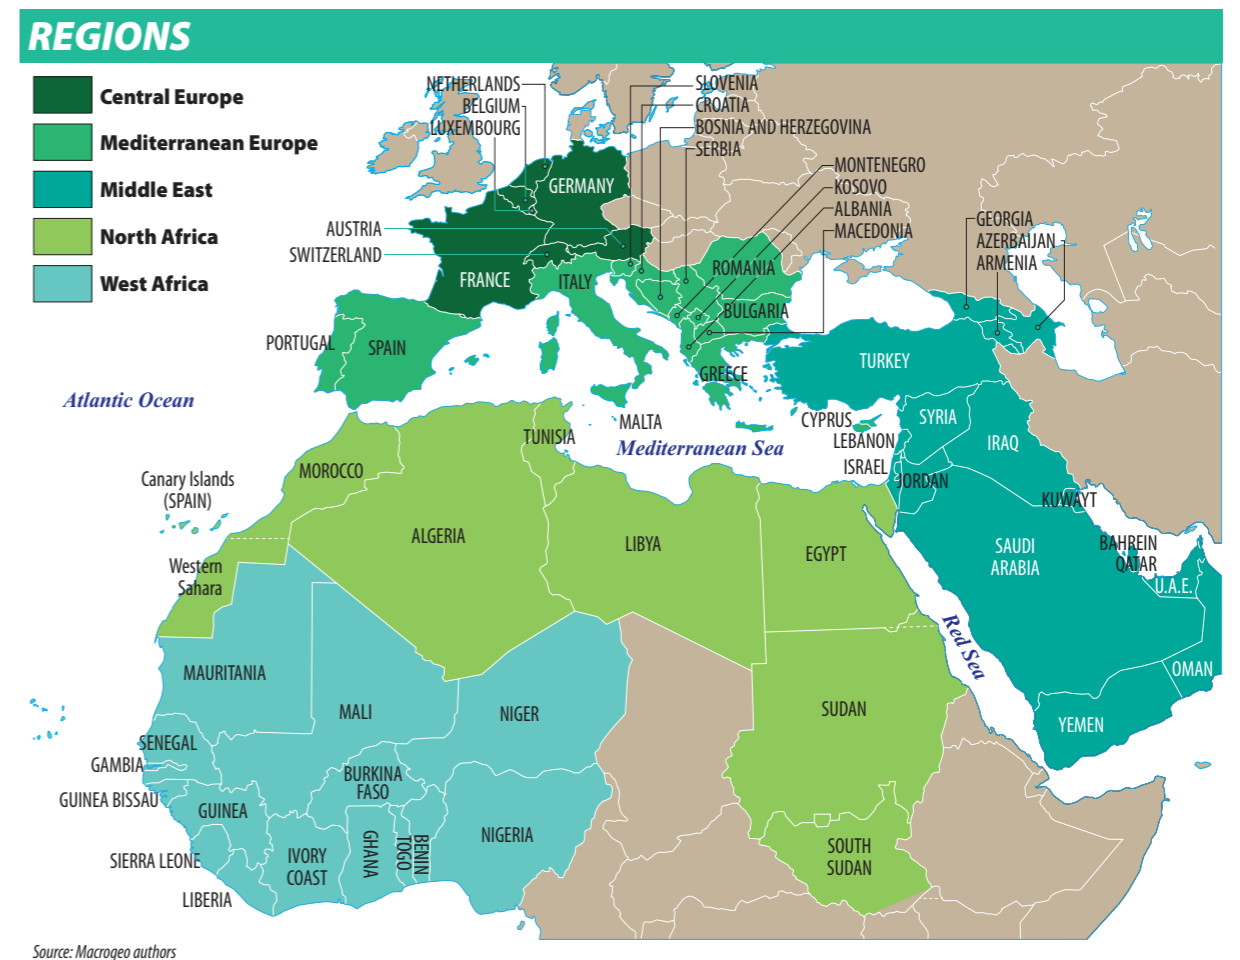 REGIONS
Central Europe
Mediterranean Europe
Middle East
North Africa
West Africa
NETHERLANDS
BELGIUM
LUXEMBOURG
SLOVENIA
CROATIA
BOSNIA AND HERZEGOVINA
SERBIA
MONTENEGRO
KOSOVO
ALBANIA
MACEDONIA
GERMANY
AUSTRIA
SWITZERLAND
GEORGIA
AZERBAIJAN
ARMENIA
FRANCE
ITALY
ROMANIA
BULGARIA
PORTUGAL
SPAIN
GREECE
TURKEY
Atlantic Ocean
MALTA
CYPRUS
SYRIA
LEBANON
IRAQ
TUNISIA
Mediterranean Sea
ISRAEL
JORDAN
MOROCCO
Canary Islands
(SPAIN)
KUWAYT
ALGERIA
LIBYA
EGYPT
SAUDI
ARABIA
BAHREIN
QATAR
U.A.E.
Western
Sahara
Red Sea
OMAN
MAURITANIA
MALI
NIGER
SUDAN
YEMEN
SENEGAL
GAMBIA
BURKINA
FASO
GUINEA BISSAU
GUINEA
NIGERIA
SIERRA LEONE
IVORY
COAST
GHANA
TOGO
BENIN
SOUTH
SUDAN
LIBERIA
Source: Macrogeo authors